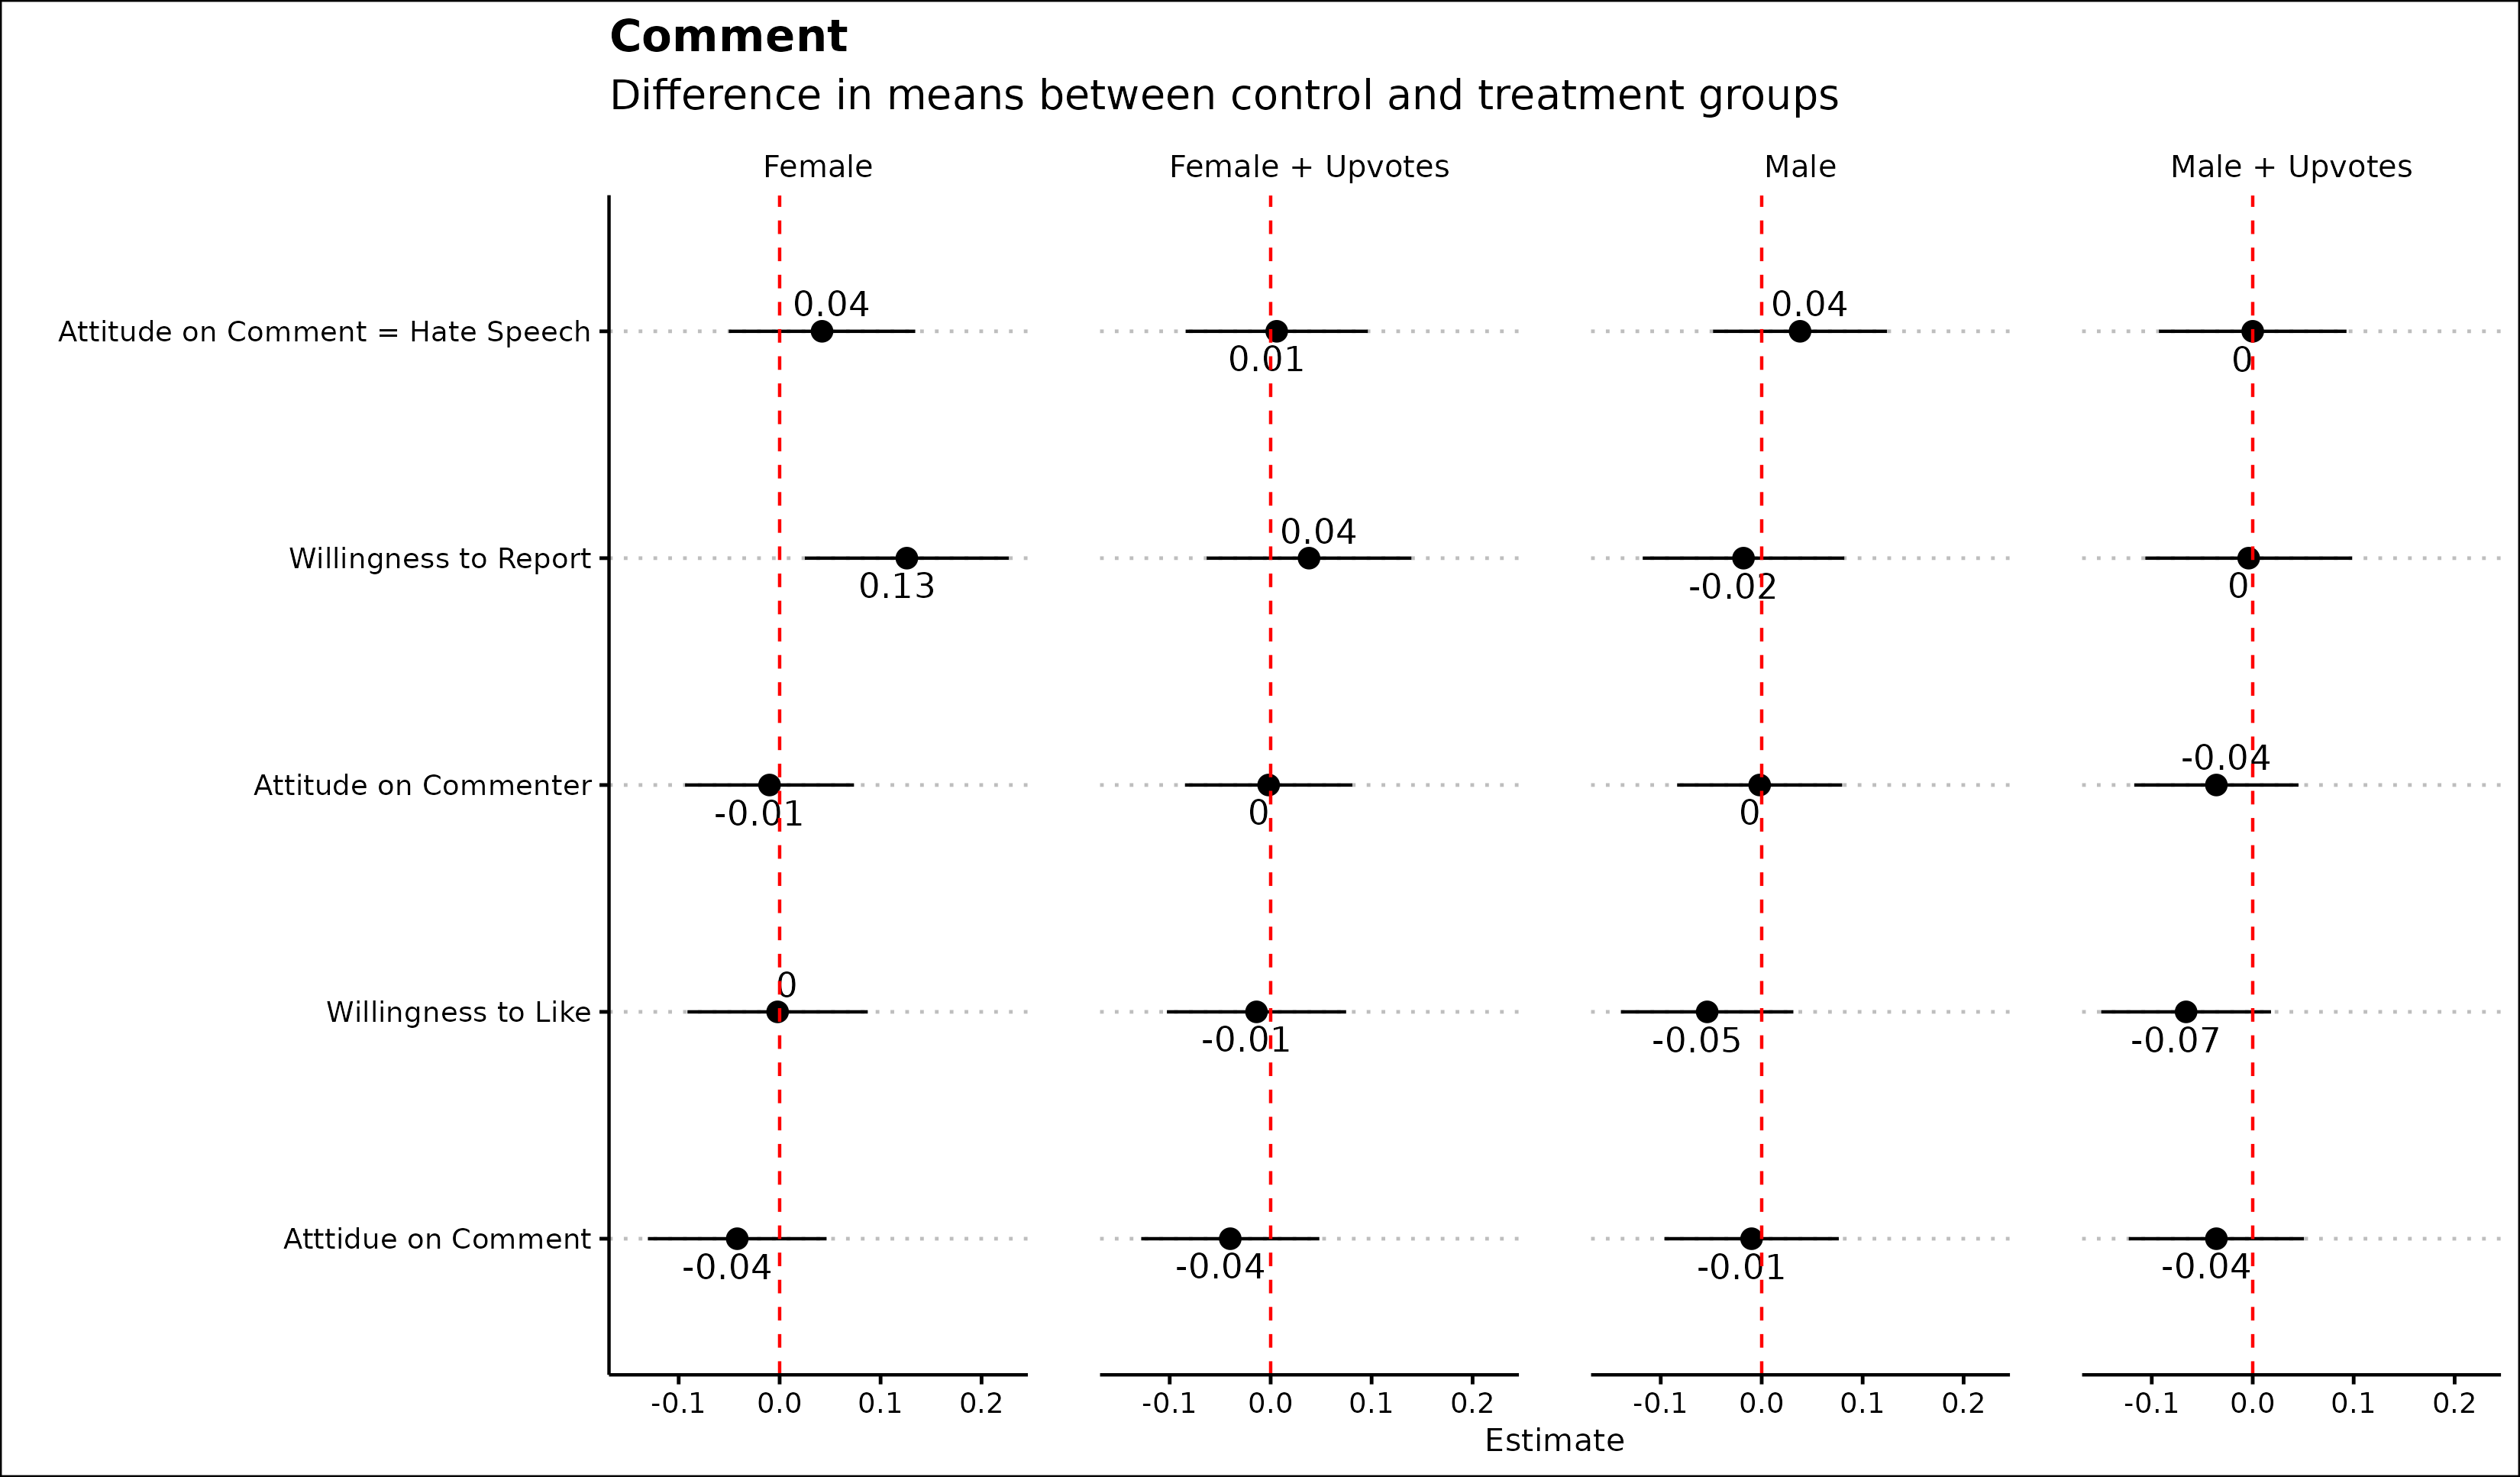 Comment
Difference in means between control and treatment groups
Female
Female + Upvotes
Male
Male + Upvotes
Attitude on Comment = Hate Speech
0.04
0.01
0.04
0
Willingness to Report
0.13
0.04
-0.02
0
Attitude on Commenter
-0.01
0
0
-0.04
Willingness to Like
0
-0.01
-0.05
-0.07
Atttidue on Comment
-0.04
-0.04
-0.01
-0.04
-0.1 0.0 0.1 0.2
-0.1 0.0 0.1 0.2
-0.1 0.0 0.1 0.2
-0.1 0.0 0.1 0.2
Estimate